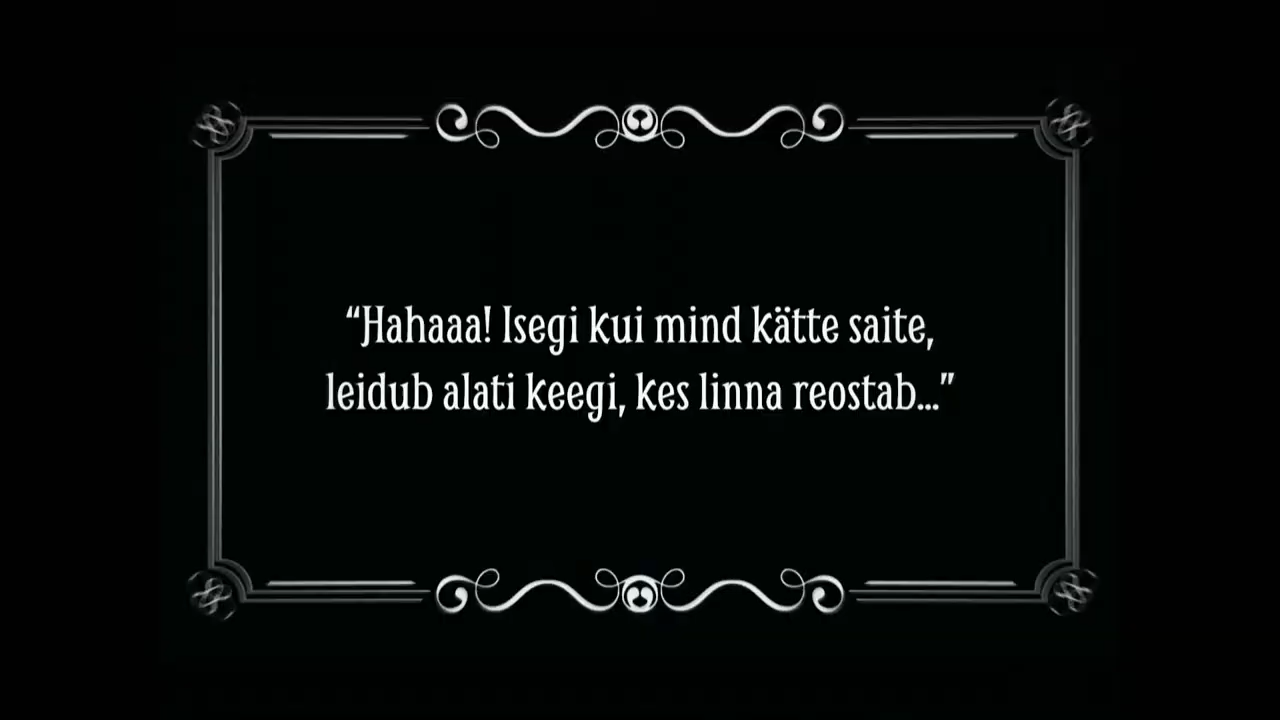 “Hahaaa! Isegi kui mind kätte saite,
leidub alati keegi, kes linna reostab...”